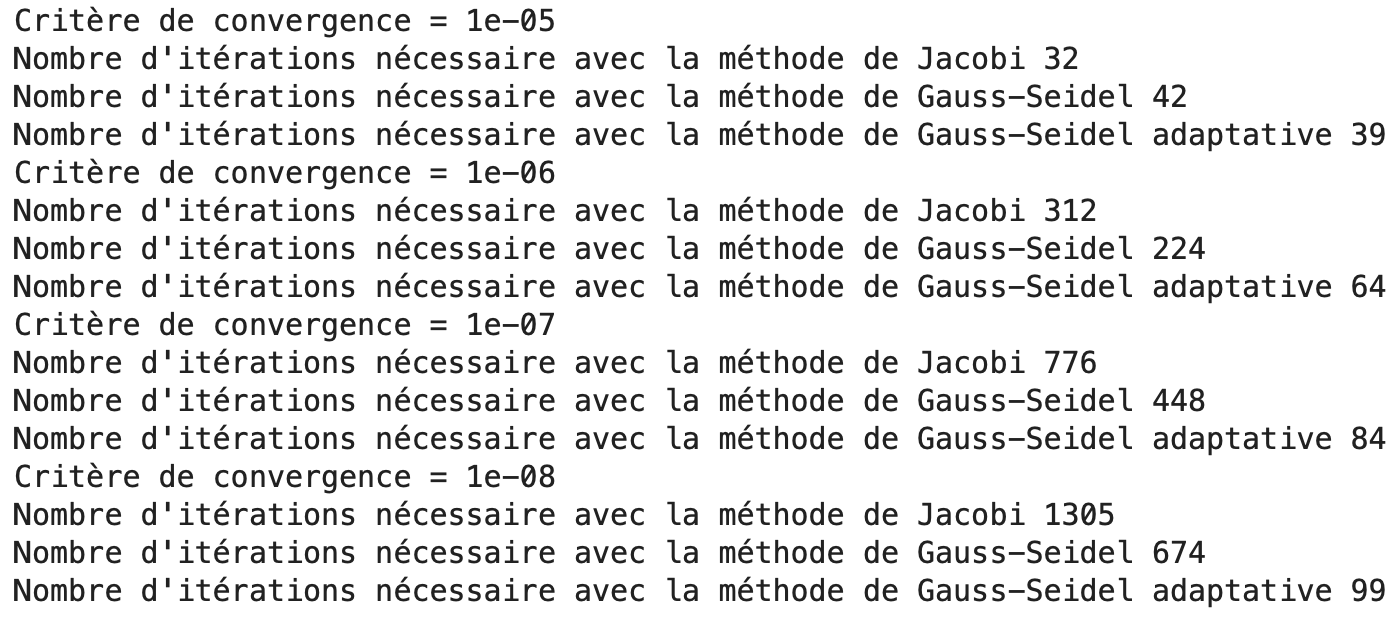 Critère de convergence = 1e-05
Nombre d'itérations nécessaire avec la méthode de Jacobi 32
Nombre d'itérations nécessaire avec la méthode de Gauss-Seidel 42
Nombre d'itérations nécessaire avec la méthode de Gauss-Seidel adaptative 39
Critère de convergence = 1e-06
Nombre d'itérations nécessaire avec la méthode de Jacobi 312
Nombre d'itérations nécessaire avec la méthode de Gauss-Seidel 224
Nombre d'itérations nécessaire avec la méthode de Gauss-Seidel adaptative 64
Critère de convergence = 1e-07
Nombre d'itérations nécessaire avec la méthode de Jacobi 776
Nombre d'itérations nécessaire avec la méthode de Gauss-Seidel 448
Nombre d'itérations nécessaire avec la méthode de Gauss-Seidel adaptative 84
Critère de convergence = 1e-08
Nombre d'itérations nécessaire avec la méthode de Jacobi 1305
Nombre d'itérations nécessaire avec la méthode de Gauss-Seidel 674
Nombre d'itérations nécessaire avec la méthode de Gauss-Seidel adaptative 99